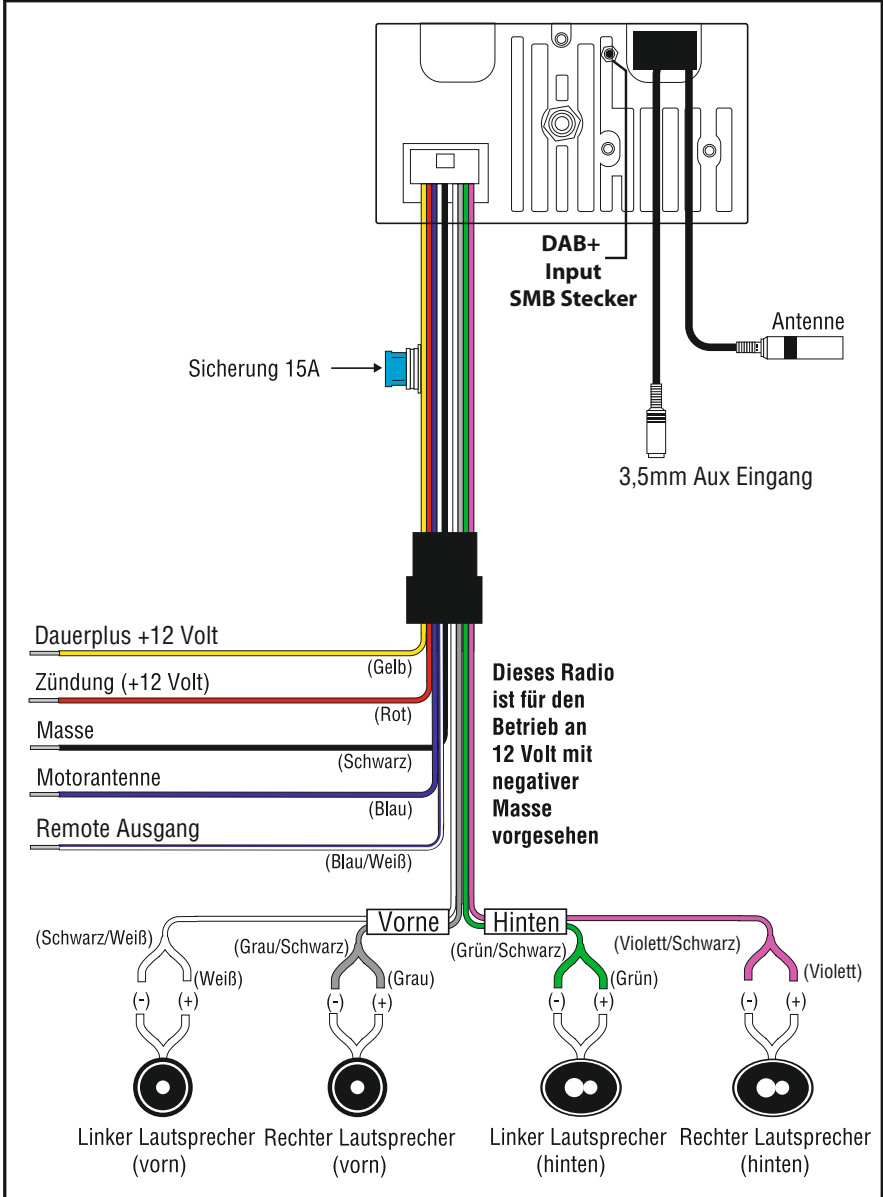 DAB+
Input
SMB Stecker
Antenne
Sicherung 15A
3,5mm Aux Eingang
Dauerplus +12 Volt
(Gelb)
Zündung (+12 Volt)
(Rot)
Masse
(Schwarz)
Motorantenne
(Blau)
Remote Ausgang
(Blau/Weiß)
Dieses Radio
ist für den
Betrieb an
12 Volt mit
negativer
Masse
vorgesehen
Vorne
Hinten
(Schwarz/Weiß)
(Weiß)
(Grau/Schwarz)
(Grau)
(Grün/Schwarz)
(Grün)
(Violett/Schwarz)
(Violett)
(-) (+) (-) (+) (-) (+) (-) (+)
Linker Lautsprecher
(vorn)
Rechter Lautsprecher
(vorn)
Linker Lautsprecher
(hinten)
Rechter Lautsprecher
(hinten)